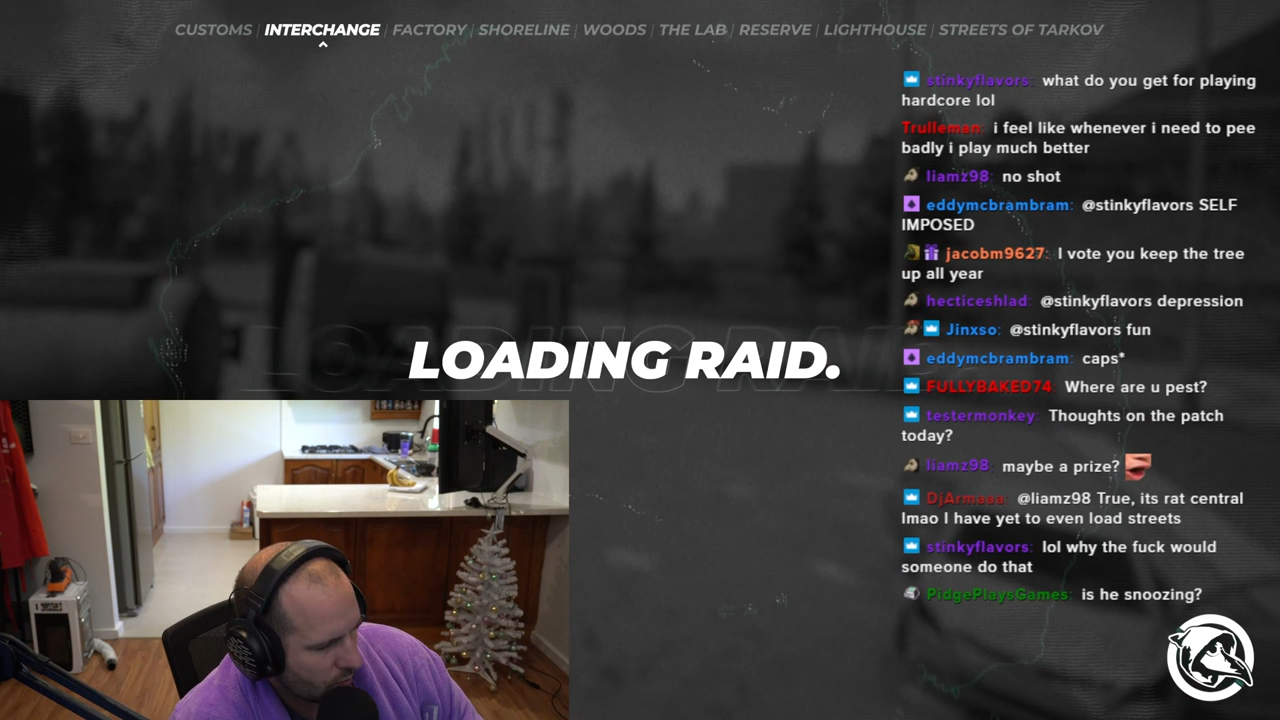 CUSTOMS | INTERCHANGE | FACTORY | SHORELINE | WOODS | THE LAB | RESERVE | LIGHTHOUSE | STREETS OF TARKOV
stinkyflavors: what do you get for playing
hardcore lol
Trulleman: i feel like whenever i need to pee
badly i play much better
liamz98: no shot
eddymcbrambram: @stinkyflavors SELF
IMPOSED
jacobm9627: I vote you keep the tree
up all year
hecticeshlad: @stinkyflavors depression
Jinxso: @stinkyflavors fun
eddymcbrambram: caps*
FULLYBAKED74: Where are u pest?
testermonkey: Thoughts on the patch
today?
liamz98: maybe a prize?
DjArmaaa: @liamz98 True, its rat central
lmao I have yet to even load streets
stinkyflavors: lol why the fuck would
someone do that
PidgePlaysGames: is he snoozing?
LOADING RAID.
LOADING RAID